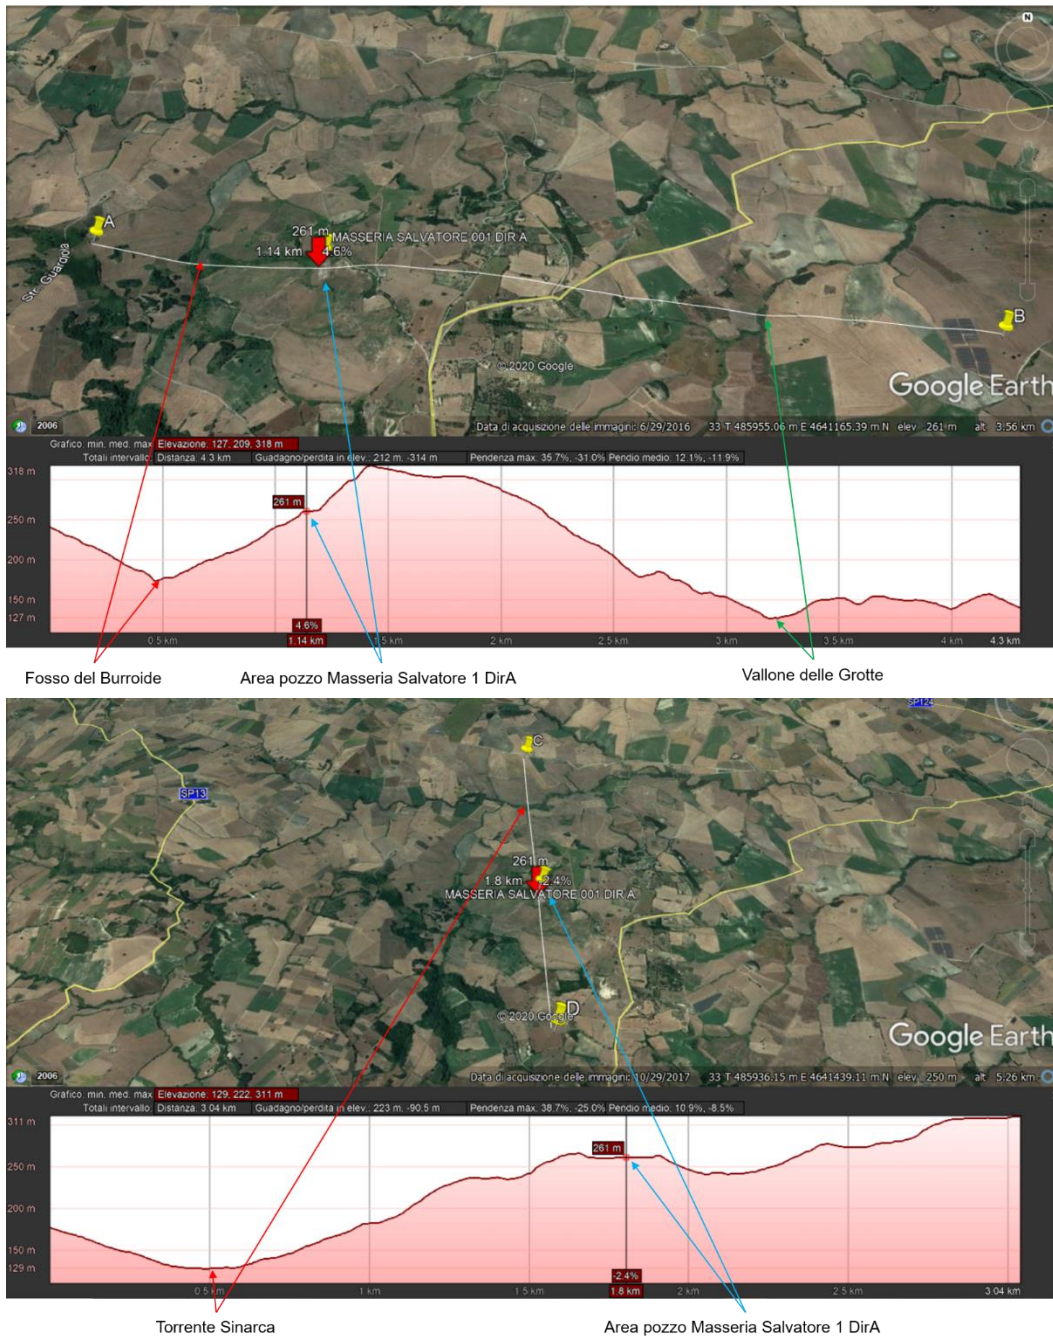 N
A
261 m
MASSERIA SALVATORE 001 DIR A
1.14 km 4.6%
Str. Guardiola
B
© 2020 Google
Google Earth
2006
Data di acquisizione delle immagini: 6/29/2016 33 T 485955.06 m E 4641165.39 m N elev 261 m alt 3.56 km
Grafico: min, med, max Elevazione: 127, 209, 318 m
Totali intervallo: Distanza: 4.3 km Guadagno/perdita in elev.: 212 m, -314 m Pendenza max: 35.7%, -31.0% Pendio medio: 12.1%, -11.9%
318 m
261 m
250 m
200 m
150 m
127 m
4.6%
0.5 km 1.14 km 1.5 km 2 km 2.5 km 3 km 3.5 km 4 km 4.3 km
Fosso del Burroide Area pozzo Masseria Salvatore 1 DirA Vallone delle Grotte
SP124
C
SP13
261 m
1.8 km -2.4%
MASSERIA SALVATORE 001 DIR A
D
© 2020 Google
Google Earth
2006
Data di acquisizione delle immagini: 10/29/2017 33 T 485936.15 m E 4641439.11 m N elev 250 m alt 5.26 km
Grafico: min, med, max Elevazione: 129, 222, 311 m
Totali intervallo: Distanza: 3.04 km Guadagno/perdita in elev.: 223 m, -90.5 m Pendenza max: 38.7%, -25.0% Pendio medio: 10.9%, -8.5%
311 m
261 m
250 m
200 m
150 m
129 m
-2.4%
0.5 km 1 km 1.5 km 1.8 km 2 km 2.5 km 3.04 km
Torrente Sinarca Area pozzo Masseria Salvatore 1 DirA